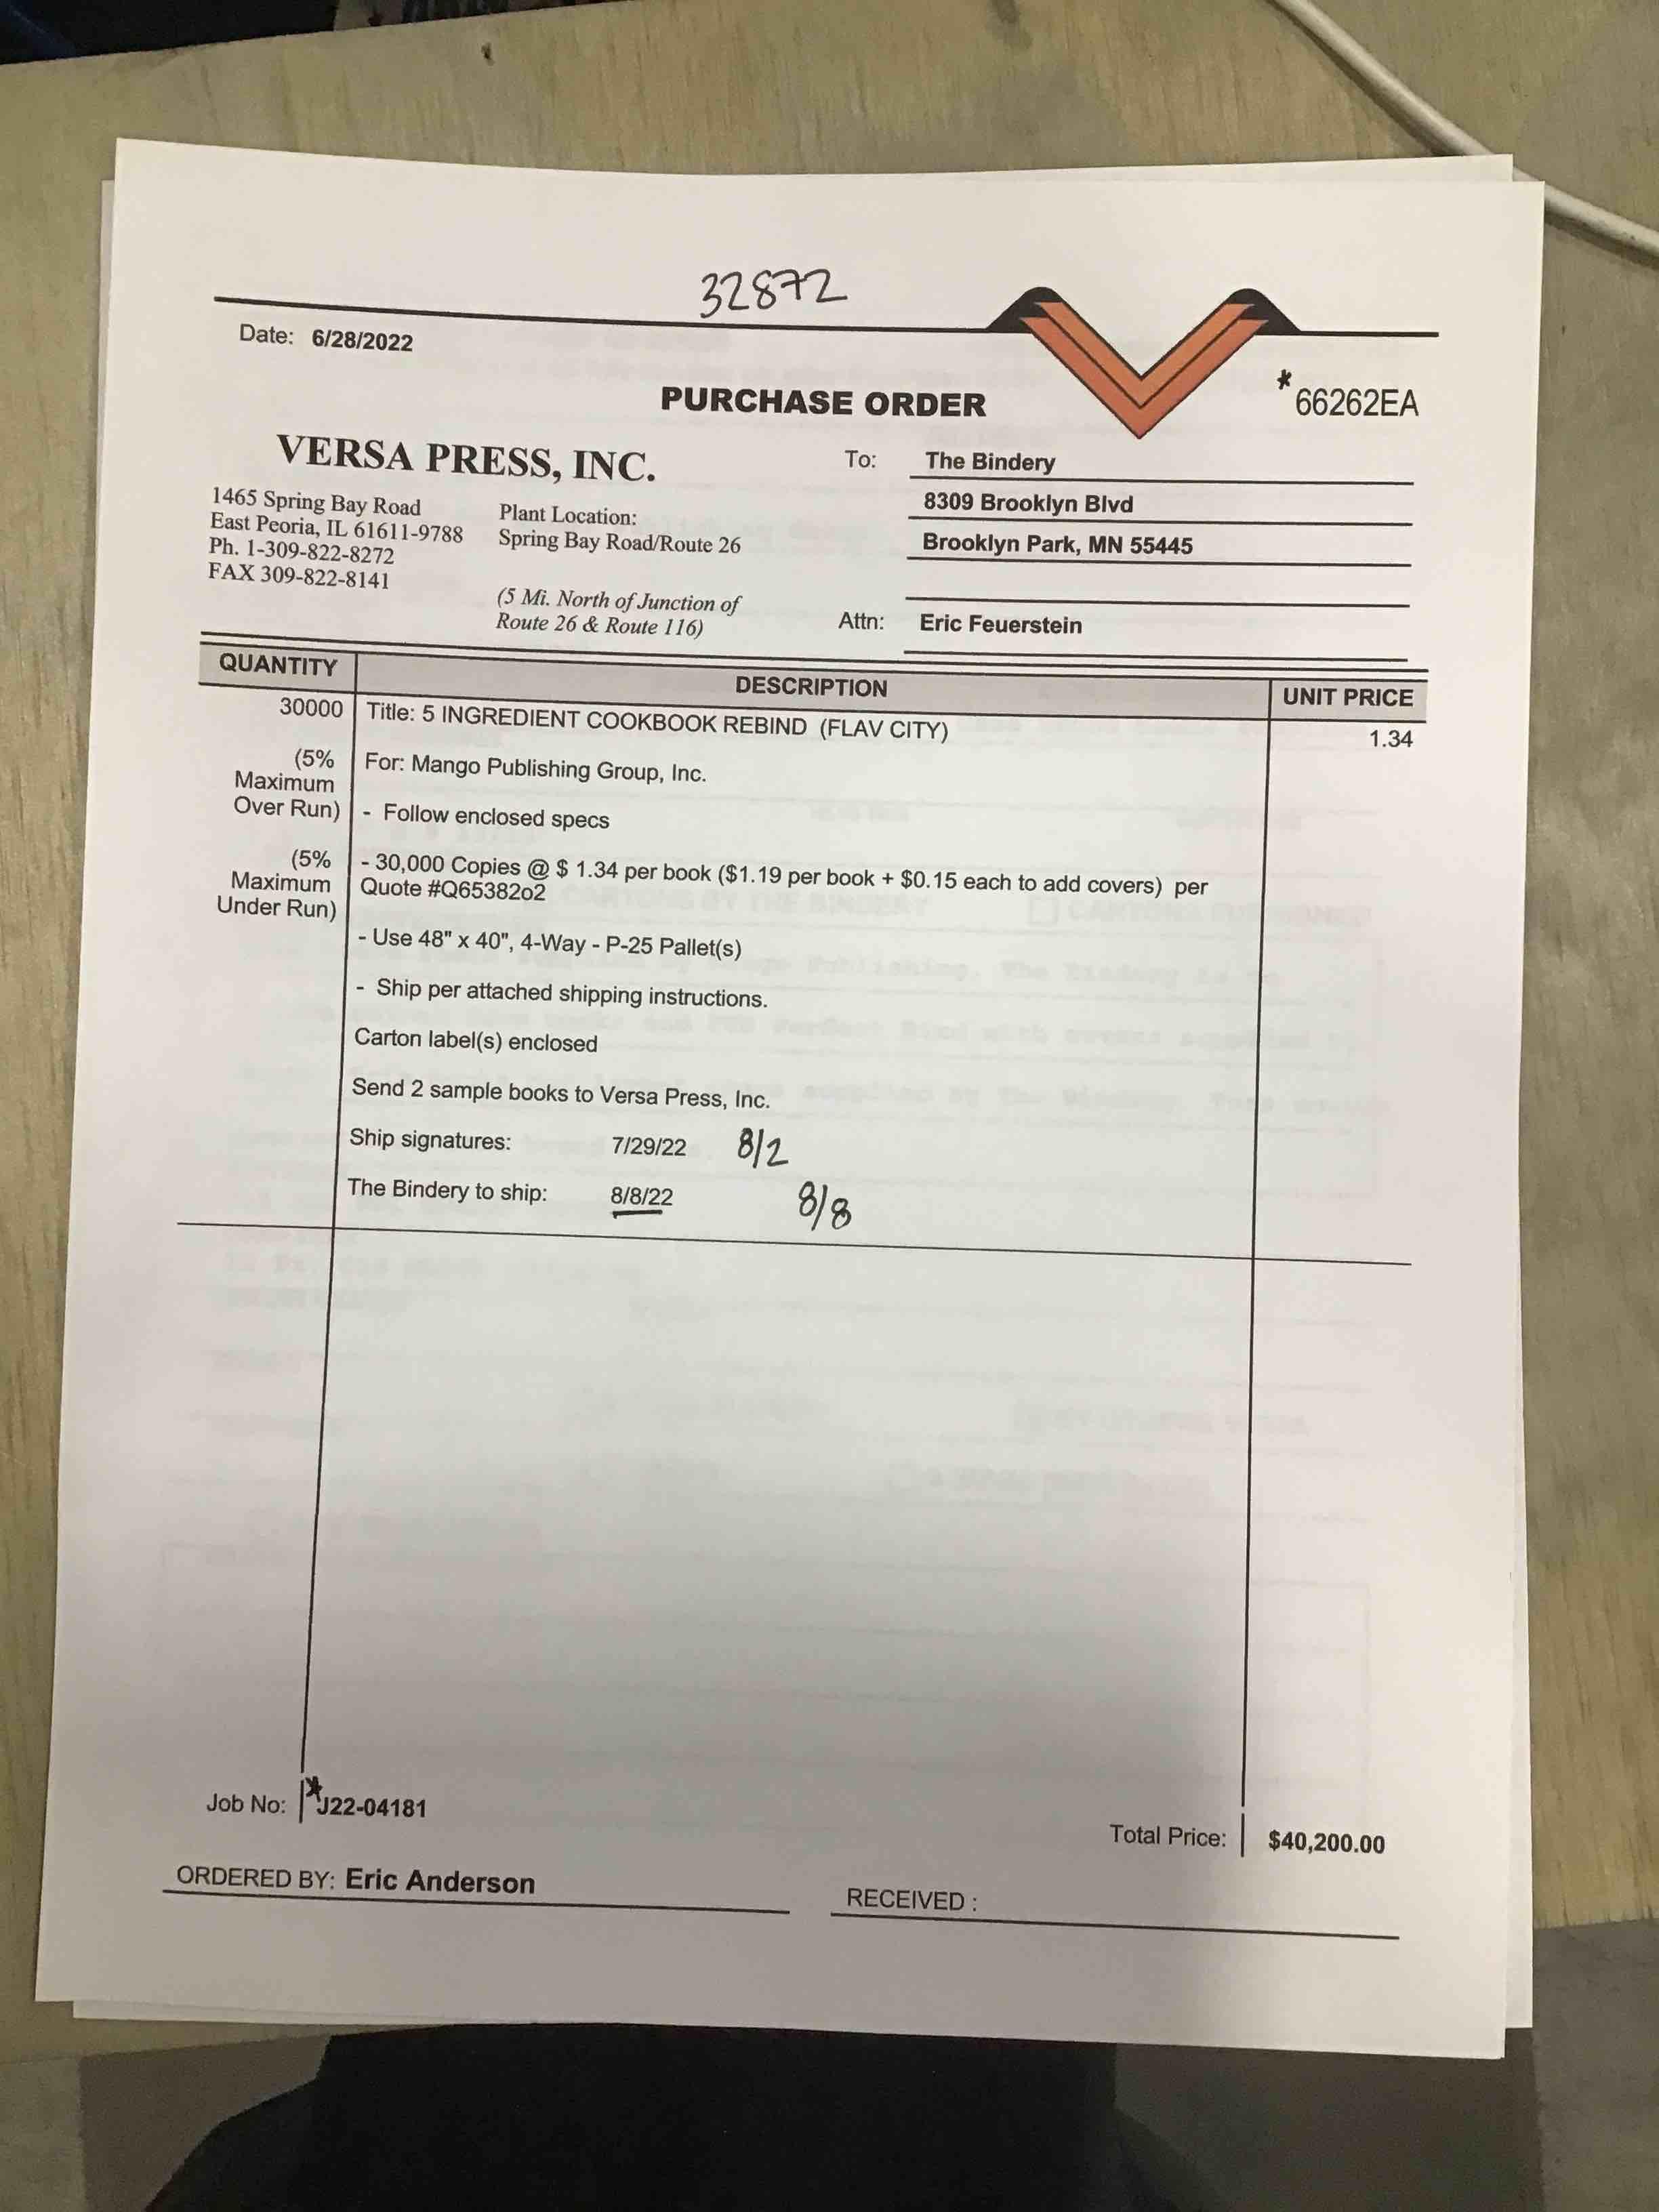 32872
Date: 6/28/2022
PURCHASE ORDER
*66262EA
VERSA PRESS, INC.
1465 Spring Bay Road
East Peoria, IL 61611-9788
Ph. 1-309-822-8272
FAX 309-822-8141
Plant Location:
Spring Bay Road/Route 26
(5 Mi. North of Junction of
Route 26 & Route 116)
To: The Bindery
8309 Brooklyn Blvd
Brooklyn Park, MN 55445
Attn: Eric Feuerstein
QUANTITY DESCRIPTION UNIT PRICE
30000 Title: 5 INGREDIENT COOKBOOK REBIND (FLAV CITY) 1.34
(5%
Maximum
Over Run)
For: Mango Publishing Group, Inc.
- Follow enclosed specs
(5%
Maximum
Under Run)
- 30,000 Copies @ $ 1.34 per book ($1.19 per book + $0.15 each to add covers) per
Quote #Q65382o2
- Use 48" x 40", 4-Way - P-25 Pallet(s)
- Ship per attached shipping instructions.
Carton label(s) enclosed
Send 2 sample books to Versa Press, Inc.
Ship signatures: 7/29/22 8/2
The Bindery to ship: 8/8/22 8/8
Job No: *J22-04181
Total Price: $40,200.00
ORDERED BY: Eric Anderson
RECEIVED :